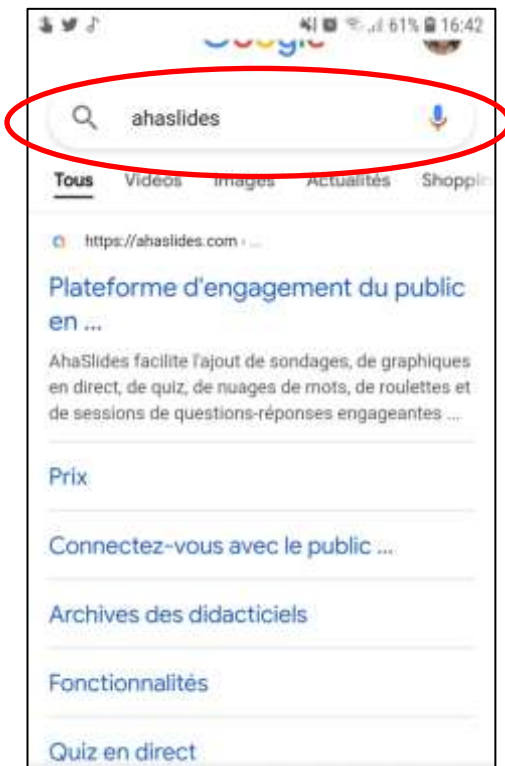 61% 16:42
ahaslides
Tous Vidéos Images Actualités Shoppi
https://ahaslides.com › ...
Plateforme d'engagement du public
en ...
AhaSlides facilite l'ajout de sondages, de graphiques
en direct, de quiz, de nuages de mots, de roulettes et
de sessions de questions-réponses engageantes ...
Prix
Connectez-vous avec le public ...
Archives des didacticiels
Fonctionnalités
Quiz en direct